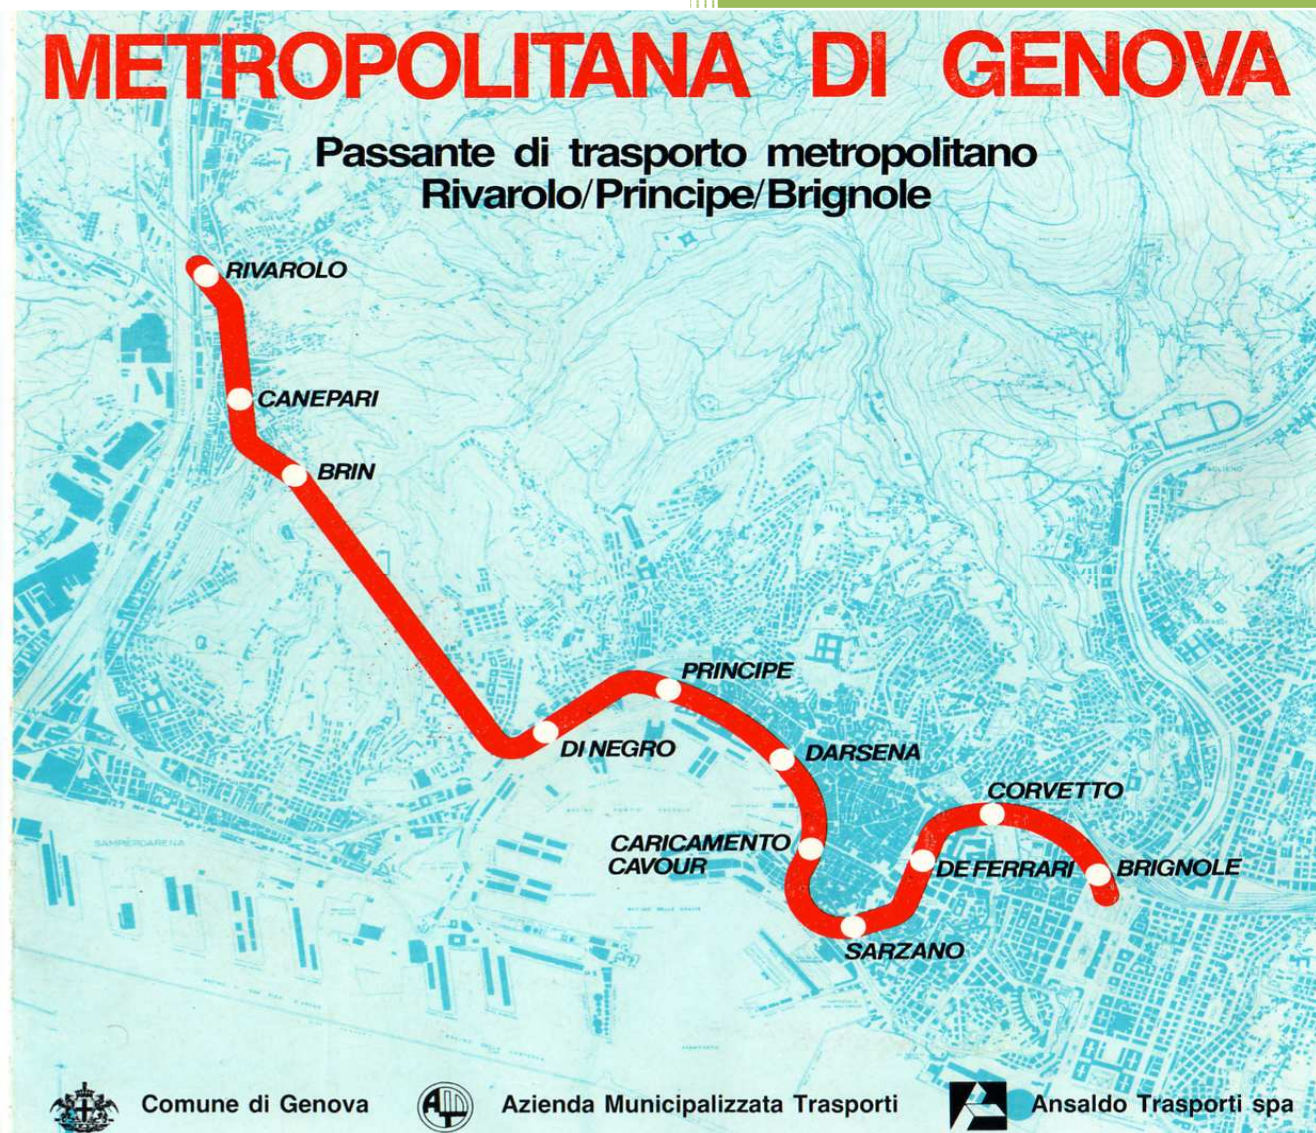 METROPOLITANA DI GENOVA
Passante di trasporto metropolitano
Rivarolo/Principe/Brignole
RIVAROLO
CANEPARI
BRIN
PRINCIPE
DI NEGRO
DARSENA
CORVETTO
CARICAMENTO
CAVOUR
DE FERRARI
BRIGNOLE
SARZANO
SAMPIERDARENA
Comune di Genova
Azienda Municipalizzata Trasporti
Ansaldo Trasporti spa